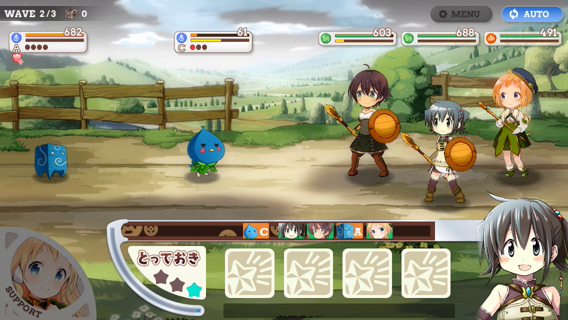 WAVE 2/3 0
MENU
AUTO
682
A
61
C
603
688
491
C
A
とっておき
SUPPORT